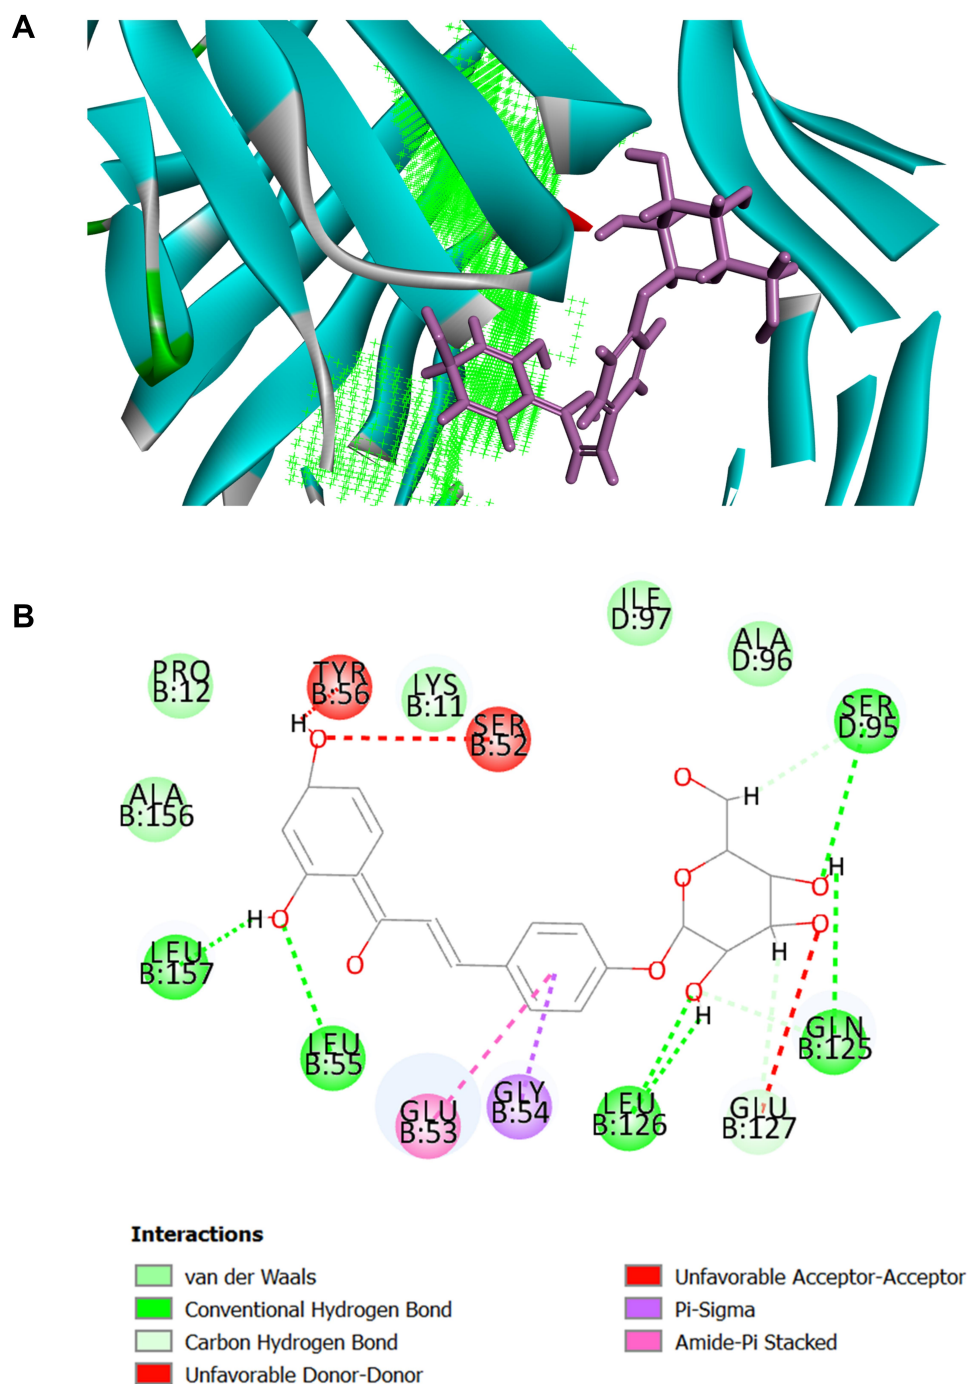 A
B
ILE
D:97
ALA
D:96
PRO
B:12
TYR
B:56
LYS
B:11
SER
B:52
SER
D:95
H
O
ALA
B:156
O
H
O
H
O
H
O
LEU
B:157
O
O
O
H
O
H
LEU
B:55
GLN
B:125
GLU
B:53
GLY
B:54
LEU
B:126
GLU
B:127
Interactions
van der Waals
Conventional Hydrogen Bond
Carbon Hydrogen Bond
Unfavorable Donor-Donor
Unfavorable Acceptor-Acceptor
Pi-Sigma
Amide-Pi Stacked